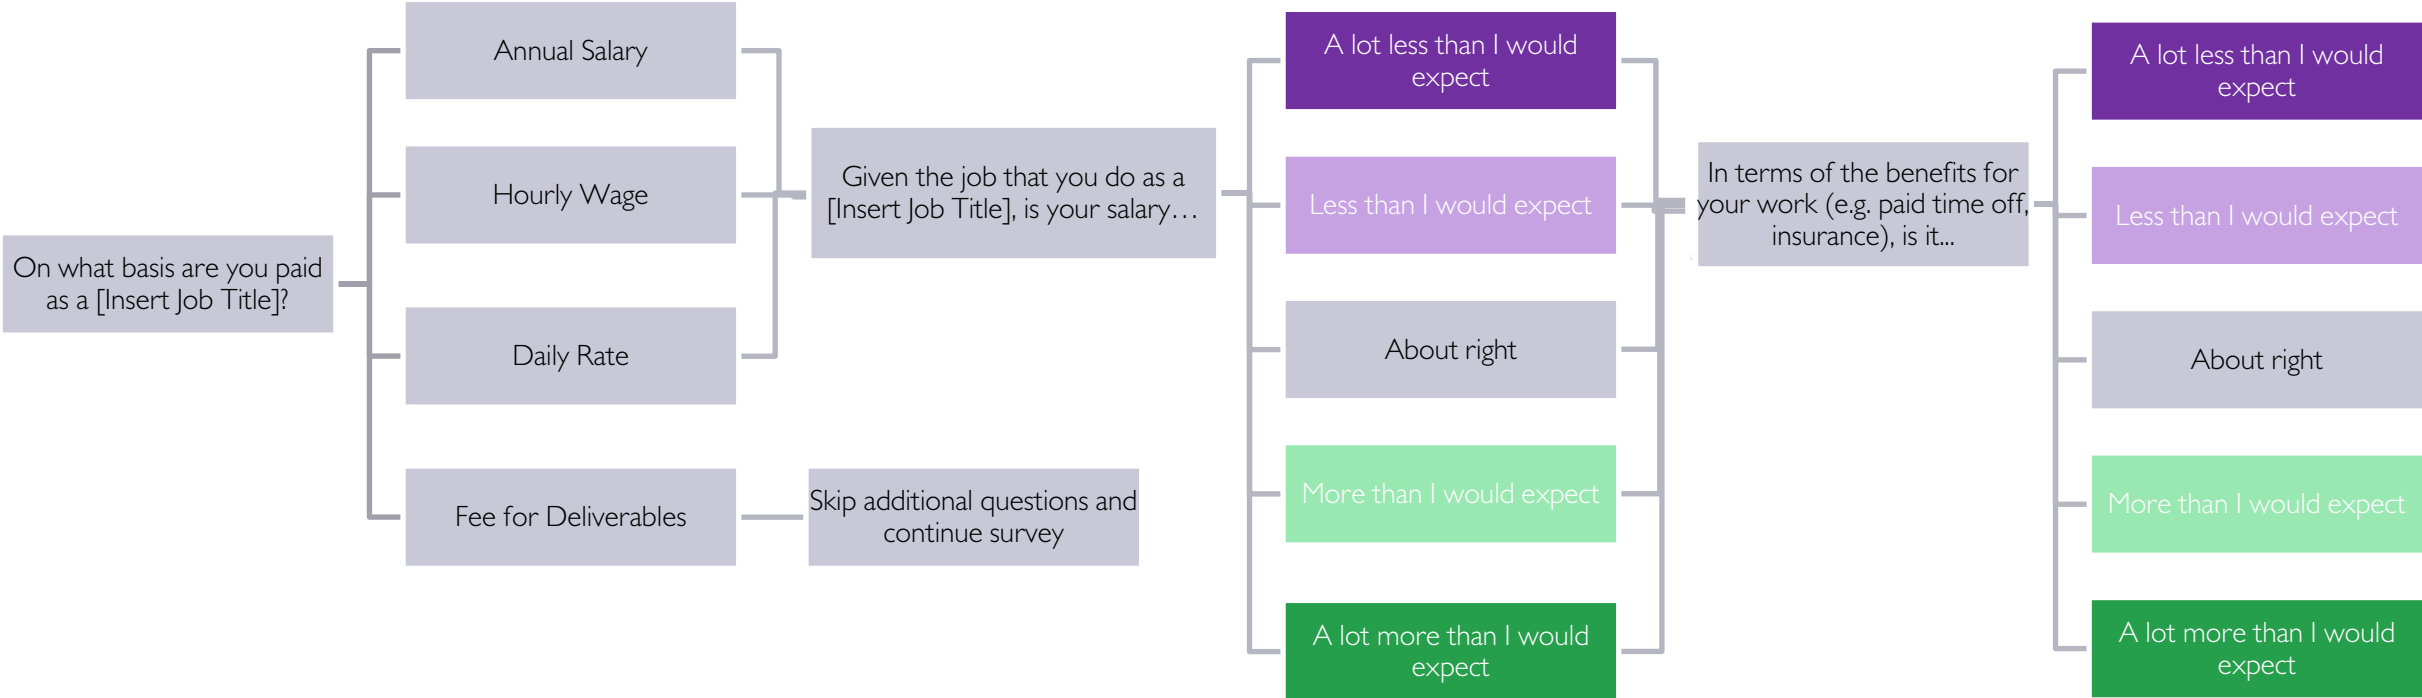 On what basis are you paid
as a [Insert Job Title]?
Annual Salary
Hourly Wage
Daily Rate
Fee for Deliverables
Given the job that you do as a
[Insert Job Title], is your salary…
Skip additional questions and
continue survey
A lot less than I would
expect
Less than I would expect
About right
More than I would expect
A lot more than I would
expect
In terms of the benefits for
your work (e.g. paid time off,
insurance), is it...
A lot less than I would
expect
Less than I would expect
About right
More than I would expect
A lot more than I would
expect